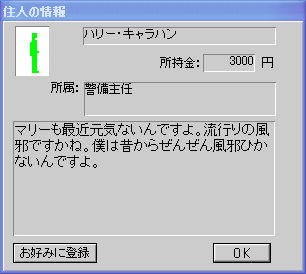 住人の情報
ハリー・キャラハン
所持金: 3000 円
所属: 警備主任
マリーも最近元気ないんですよ。流行りの風
邪ですかね。僕は昔からぜんぜん風邪ひか
ないんですよ。
お好みに登録 OK